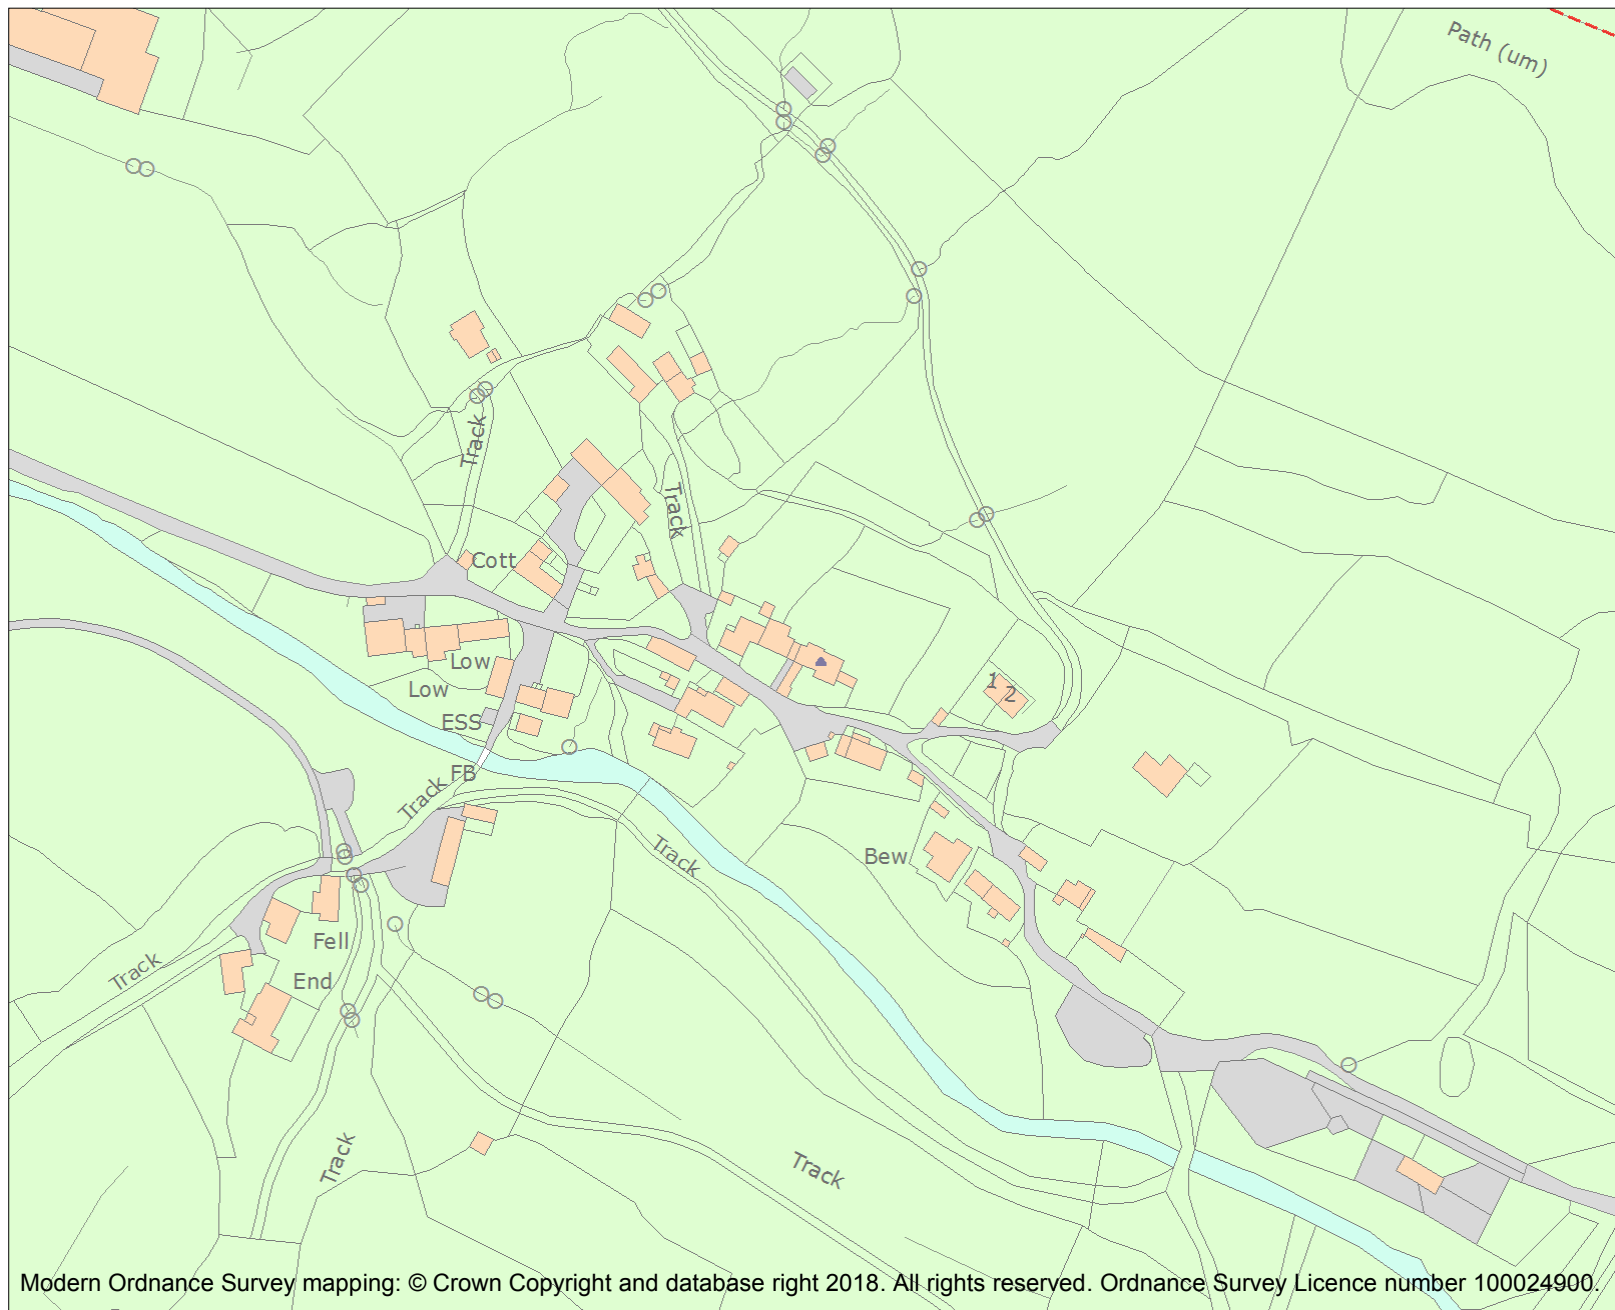 Path (um)
Track
Track
Cott
Low
Low
ESS
FB
Track
1
2
Track
Bew
Fell
End
Track
Track
Track
Modern Ordnance Survey mapping: © Crown Copyright and database right 2018. All rights reserved. Ordnance Survey Licence number 100024900.